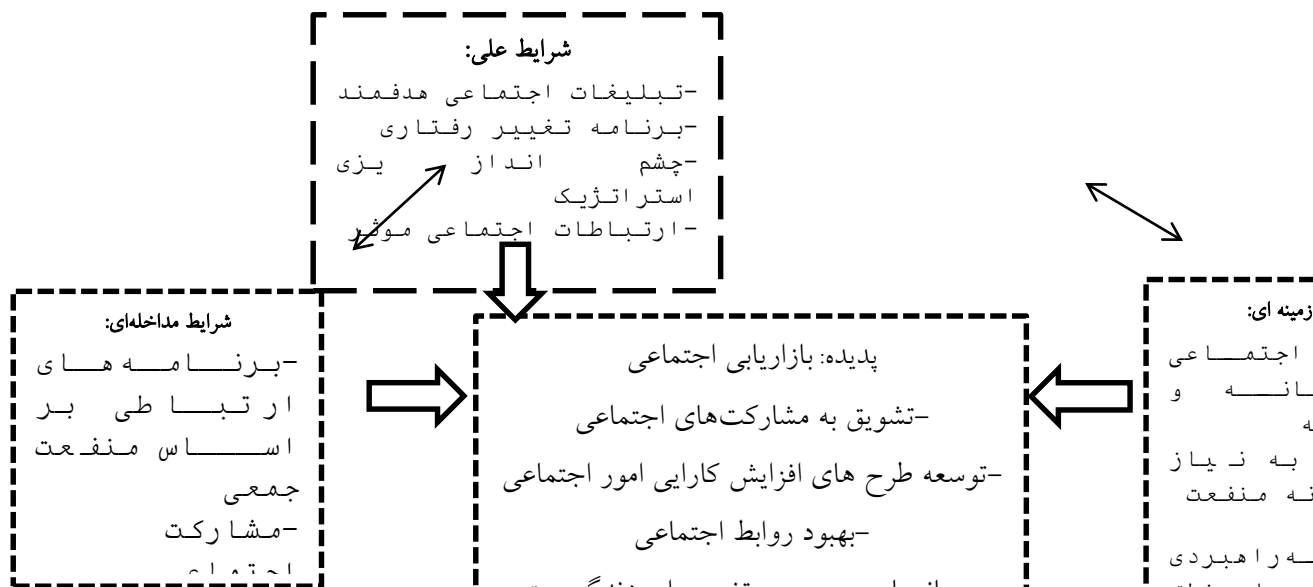 شرایط علی:
-تبلیغات اجتماعی هدفمند
-برنامه تغییر رفتاری
-چشم انداز یزی
استراتژیک
-ارتباطات اجتماعی موثر
زمینه ای:
اجتماعی
و
به نیاز
منفعت
راهبردی
پدیده: بازاریابی اجتماعی
-تشویق به مشارکت‌های اجتماعی
-توسعه طرح های افزایش کارایی امور اجتماعی
-بهبود روابط اجتماعی
شرایط مداخله‌ای:
-برنامه های
ارتباطی بر
اساس منفعت
جمعی
-مشارکت